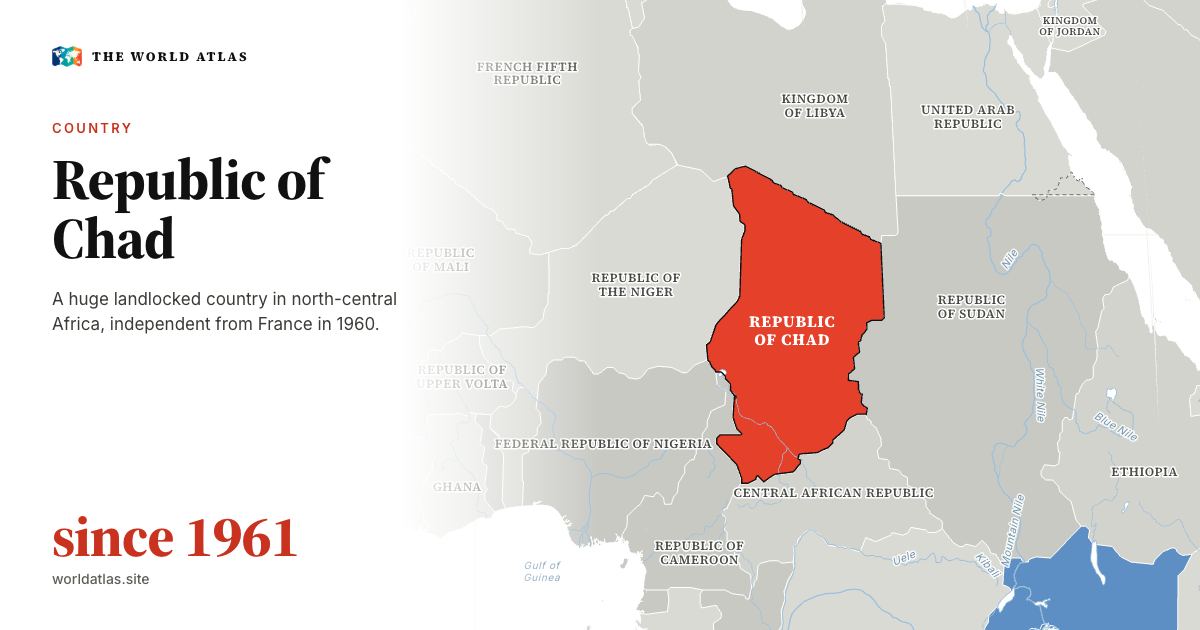 THE WORLD ATLAS
COUNTRY
Republic of
Chad
A huge landlocked country in north-central
Africa, independent from France in 1960.
since 1961
worldatlas.site
KINGDOM
OF JORDAN
FRENCH FIFTH
REPUBLIC
KINGDOM
OF LIBYA
UNITED ARAB
REPUBLIC
REPUBLIC
OF MALI
REPUBLIC OF
THE NIGER
Nile
REPUBLIC
OF SUDAN
REPUBLIC
OF CHAD
REPUBLIC OF
UPPER VOLTA
White Nile
Blue Nile
FEDERAL REPUBLIC OF NIGERIA
ETHIOPIA
GHANA
CENTRAL AFRICAN REPUBLIC
Mountain Nile
REPUBLIC OF
CAMEROON
Uele
Kibali
Gulf of
Guinea